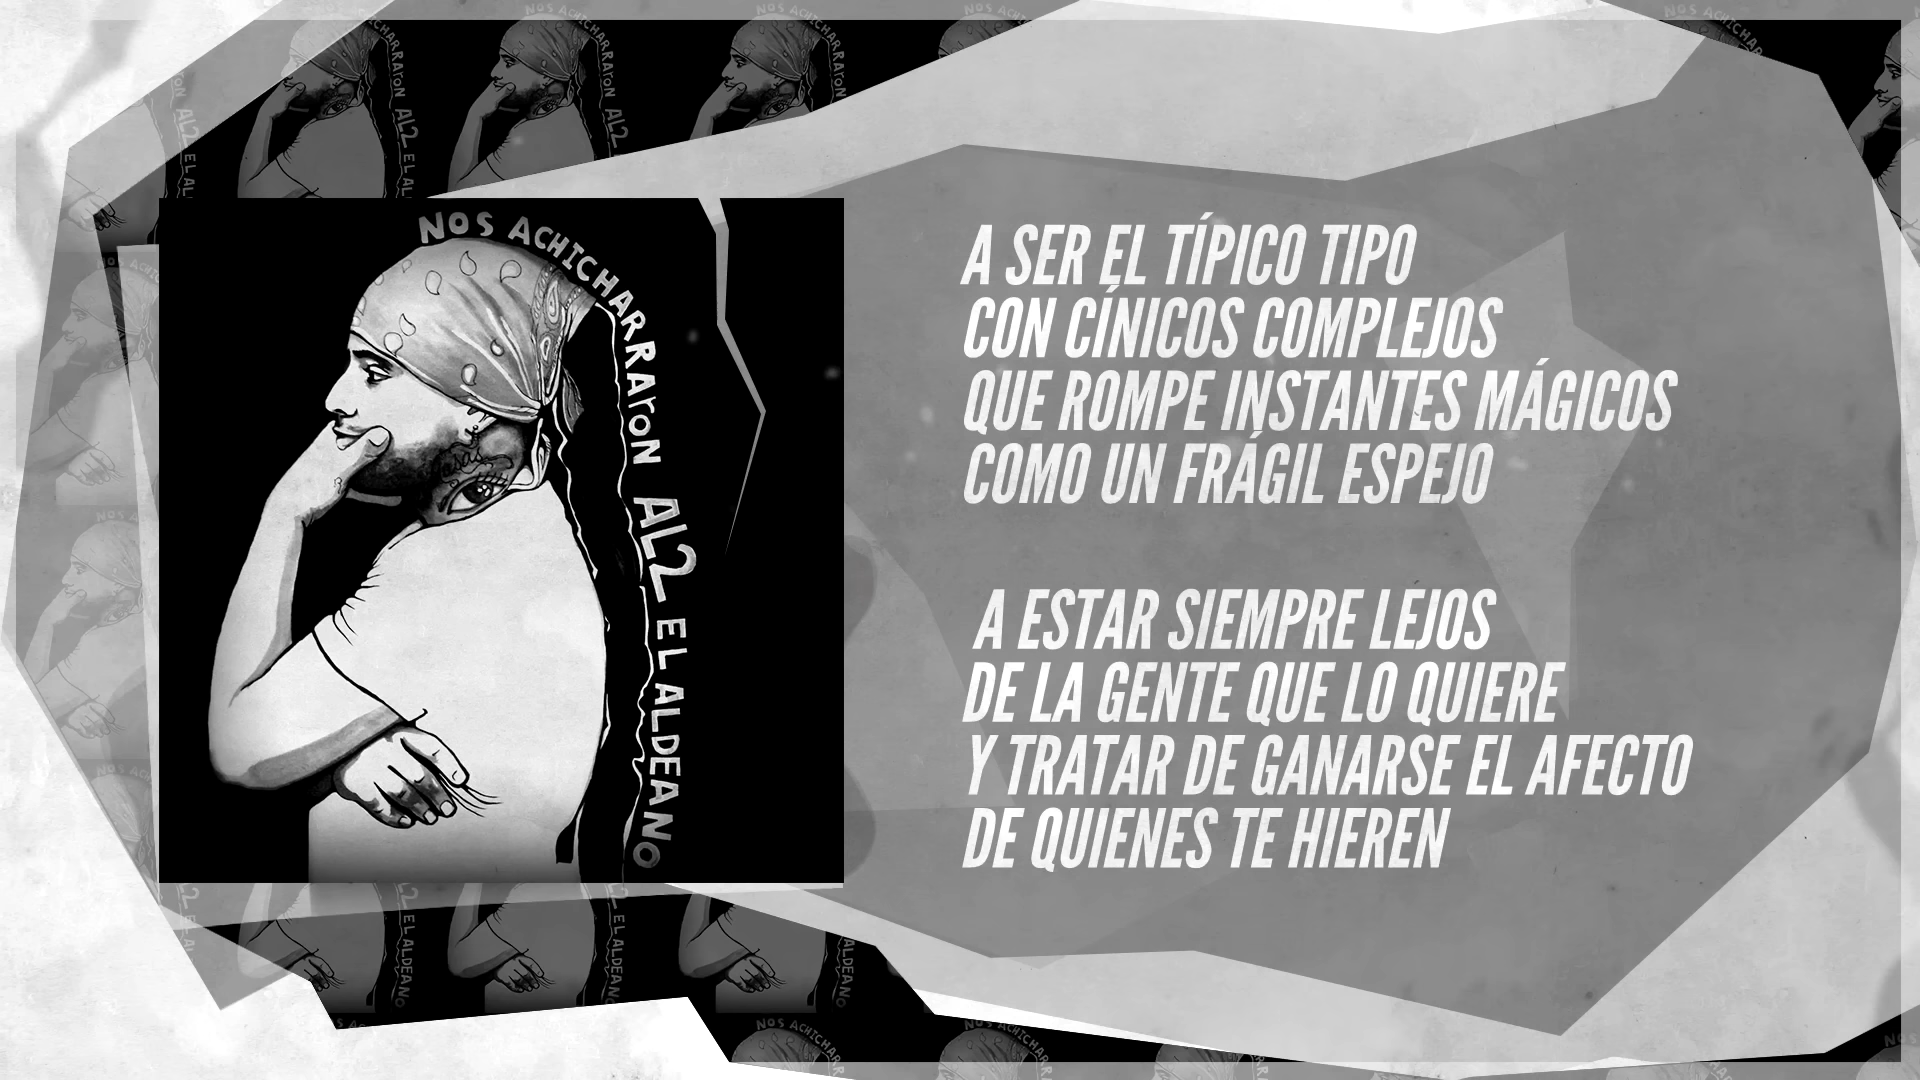 NOS ACHICHARRARON AL2 EL ALDEANO
A SER EL TÍPICO TIPO
CON CÍNICOS COMPLEJOS
QUE ROMPE INSTANTES MÁGICOS
COMO UN FRÁGIL ESPEJO
A ESTAR SIEMPRE LEJOS
DE LA GENTE QUE LO QUIERE
Y TRATAR DE GANARSE EL AFECTO
DE QUIENES TE HIEREN